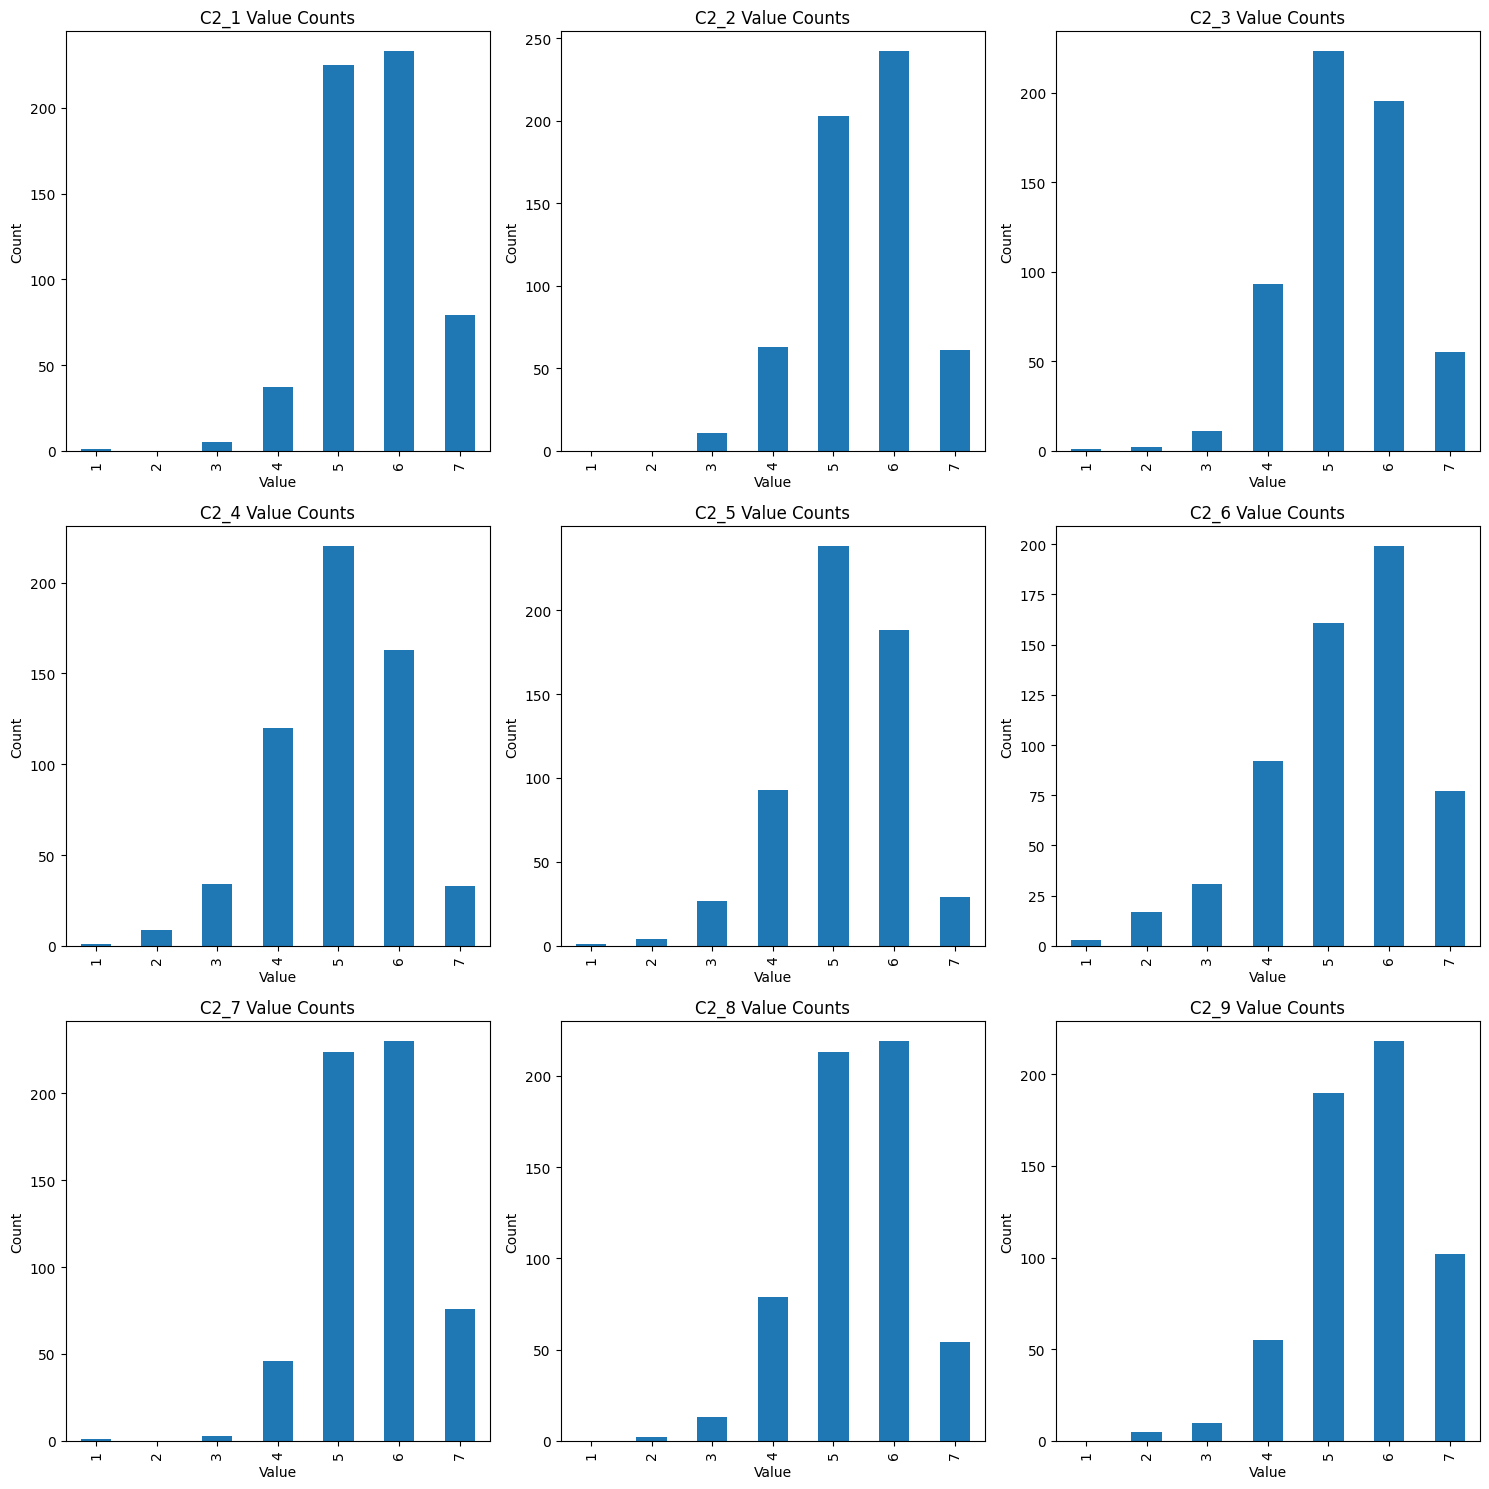 C2_1 Value Counts
Count
200
150
100
50
0
1 2 3 4 5 6 7
Value
C2_2 Value Counts
Count
250
200
150
100
50
0
1 2 3 4 5 6 7
Value
C2_3 Value Counts
Count
200
150
100
50
0
1 2 3 4 5 6 7
Value
C2_4 Value Counts
Count
200
150
100
50
0
1 2 3 4 5 6 7
Value
C2_5 Value Counts
Count
200
150
100
50
0
1 2 3 4 5 6 7
Value
C2_6 Value Counts
Count
200
175
150
125
100
75
50
25
0
1 2 3 4 5 6 7
Value
C2_7 Value Counts
Count
200
150
100
50
0
1 2 3 4 5 6 7
Value
C2_8 Value Counts
Count
200
150
100
50
0
1 2 3 4 5 6 7
Value
C2_9 Value Counts
Count
200
150
100
50
0
1 2 3 4 5 6 7
Value